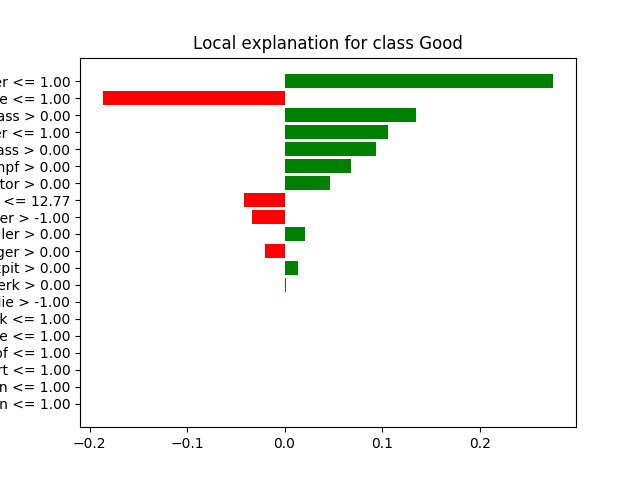 Local explanation for class Good
er <= 1.00
e <= 1.00
ass > 0.00
er <= 1.00
ass > 0.00
npf > 0.00
tor > 0.00
<= 12.77
er > -1.00
iler > 0.00
ger > 0.00
kpit > 0.00
erk > 0.00
die > -1.00
k <= 1.00
e <= 1.00
of <= 1.00
rt <= 1.00
n <= 1.00
n <= 1.00
−0.2 −0.1 0.0 0.1 0.2